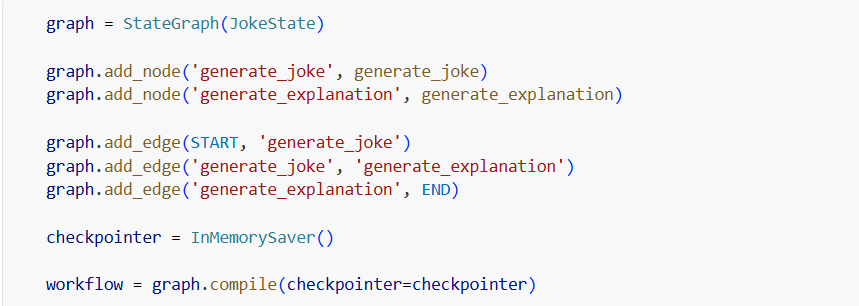 graph = StateGraph(JokeState)
graph.add_node('generate_joke', generate_joke)
graph.add_node('generate_explanation', generate_explanation)
graph.add_edge(START, 'generate_joke')
graph.add_edge('generate_joke', 'generate_explanation')
graph.add_edge('generate_explanation', END)
checkpointer = InMemorySaver()
workflow = graph.compile(checkpointer=checkpointer)